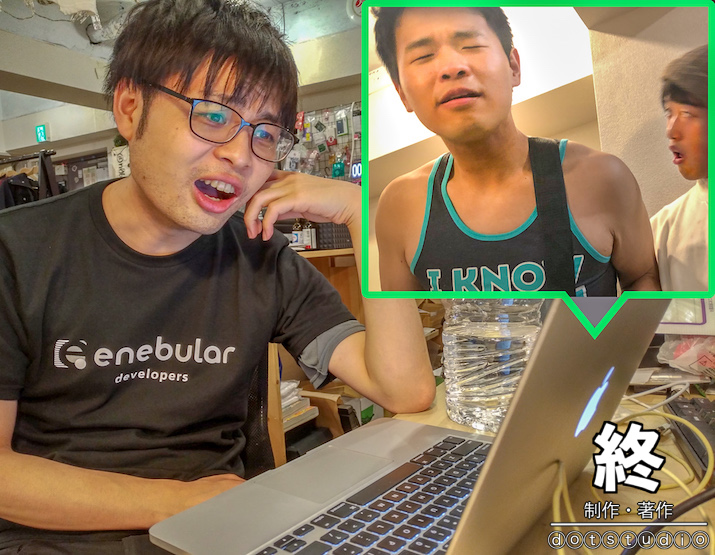 I KNOW
enebular
developers
終
制作・著作
dotstudio